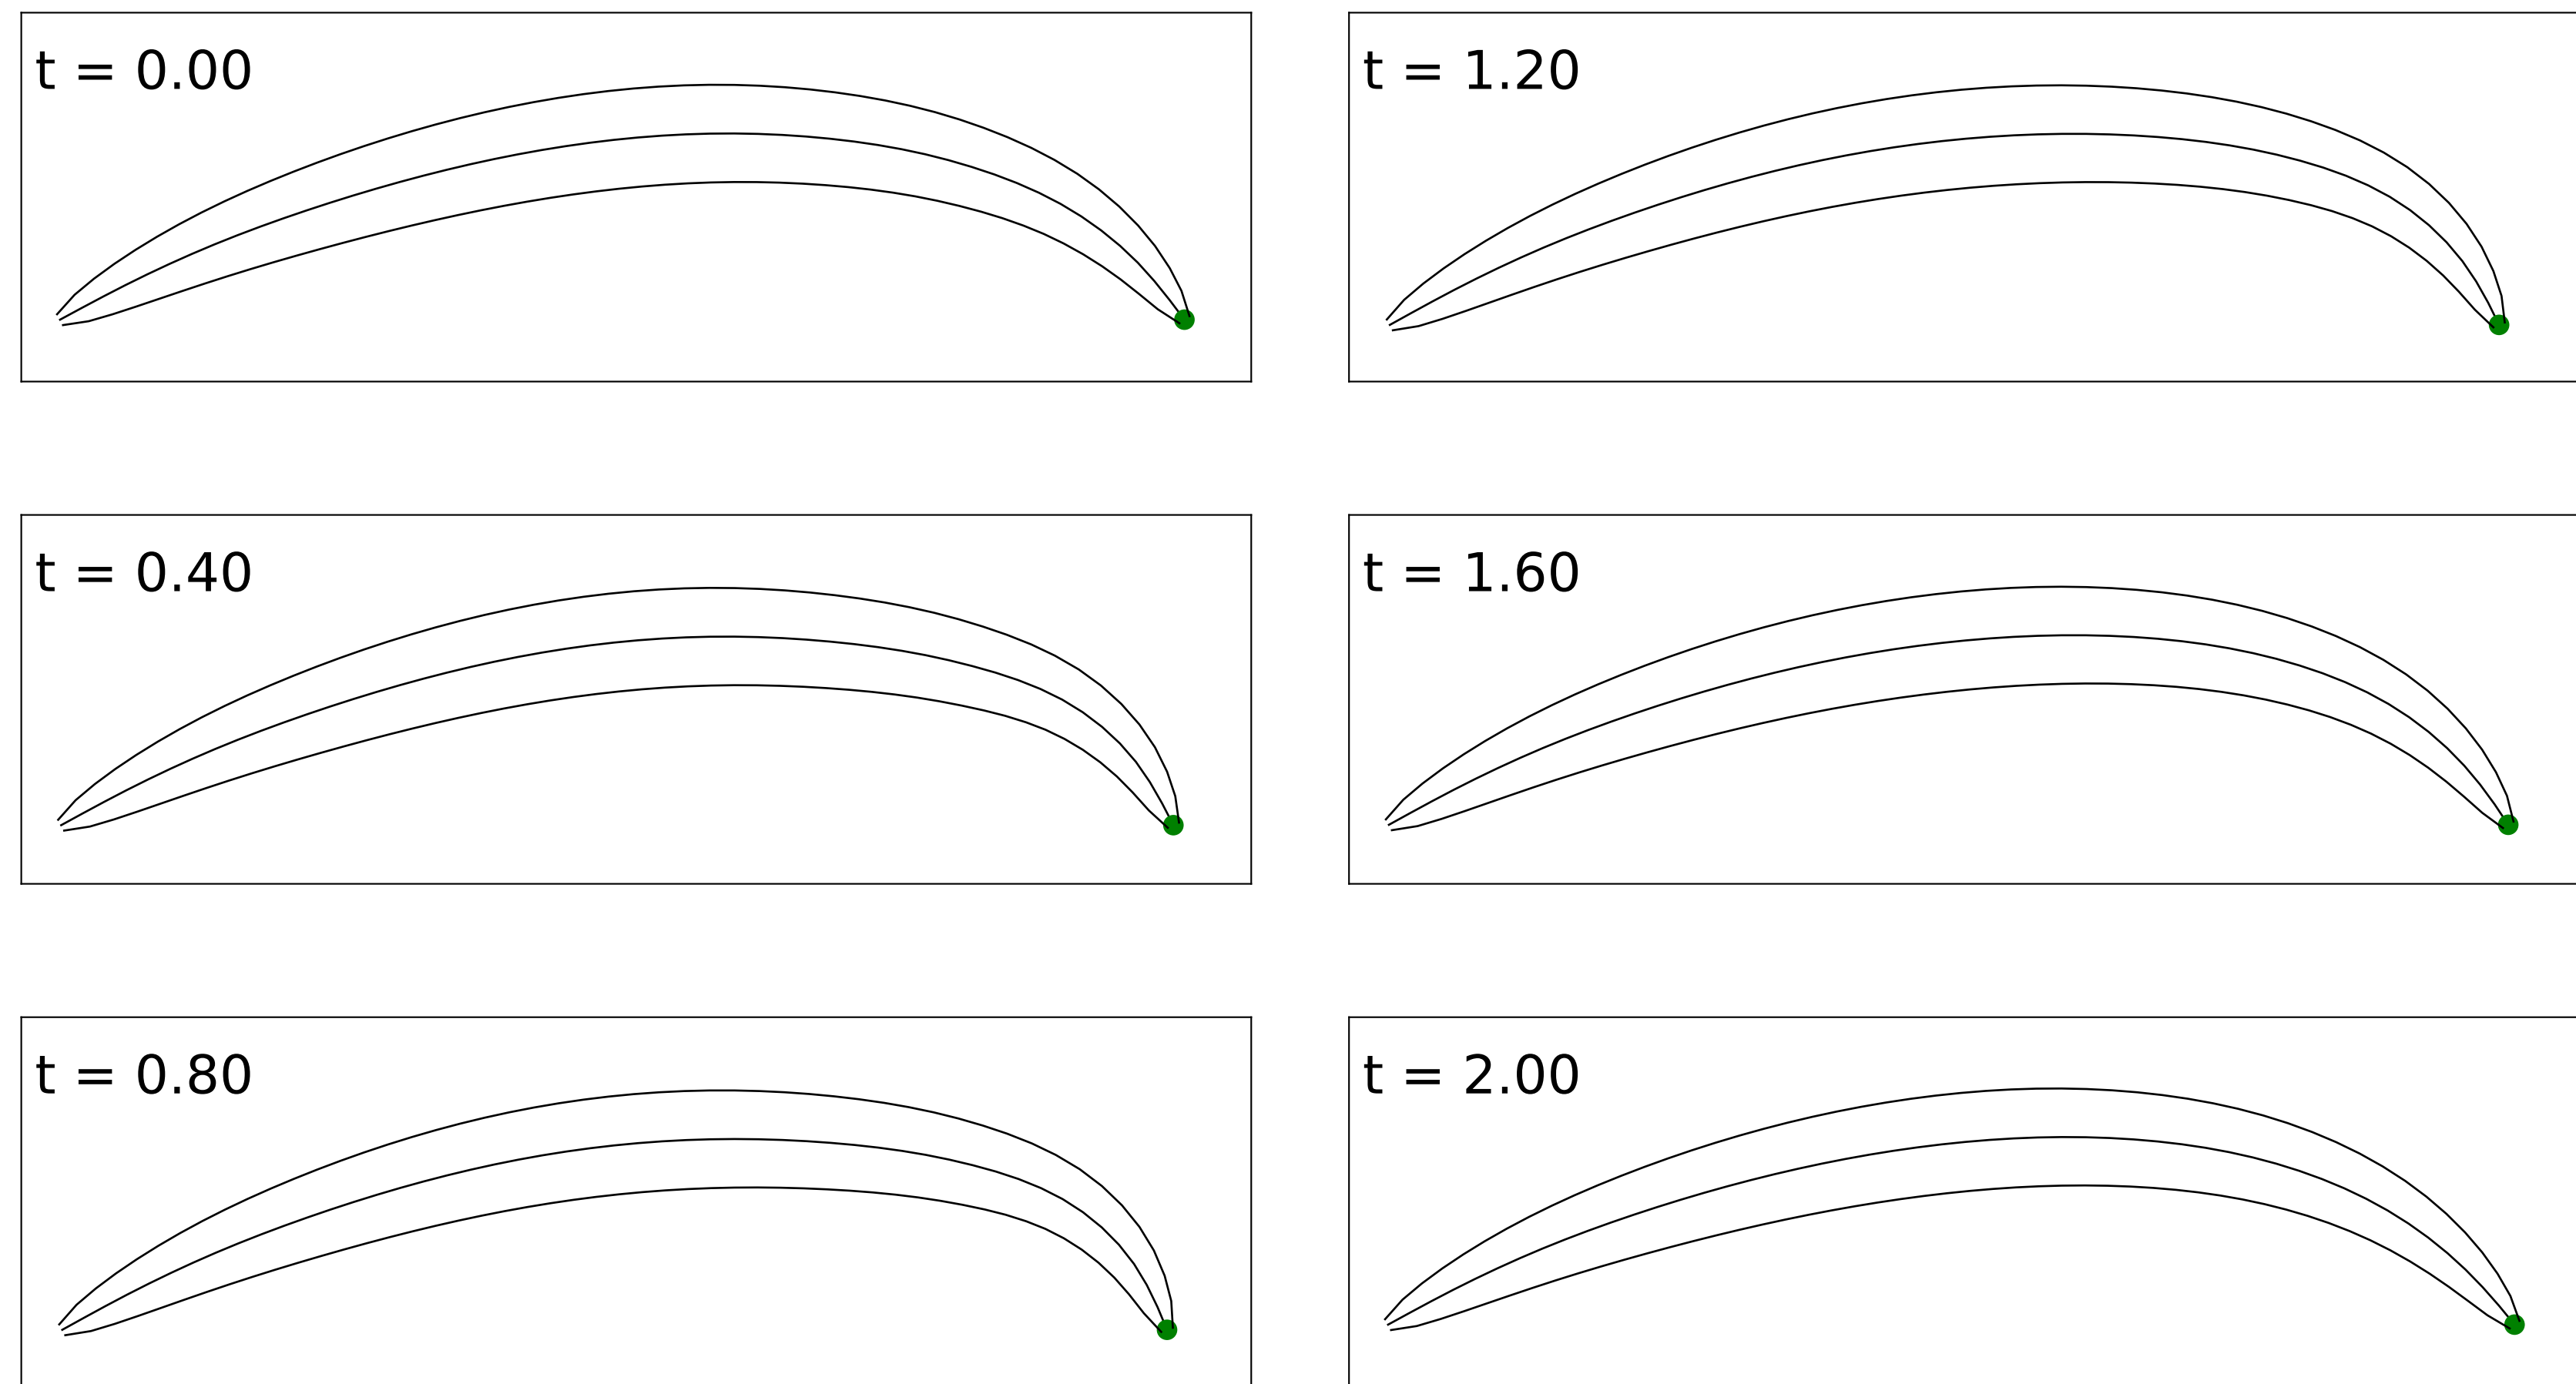 t = 0.00
t = 1.20
t = 0.40
t = 1.60
t = 0.80
t = 2.00